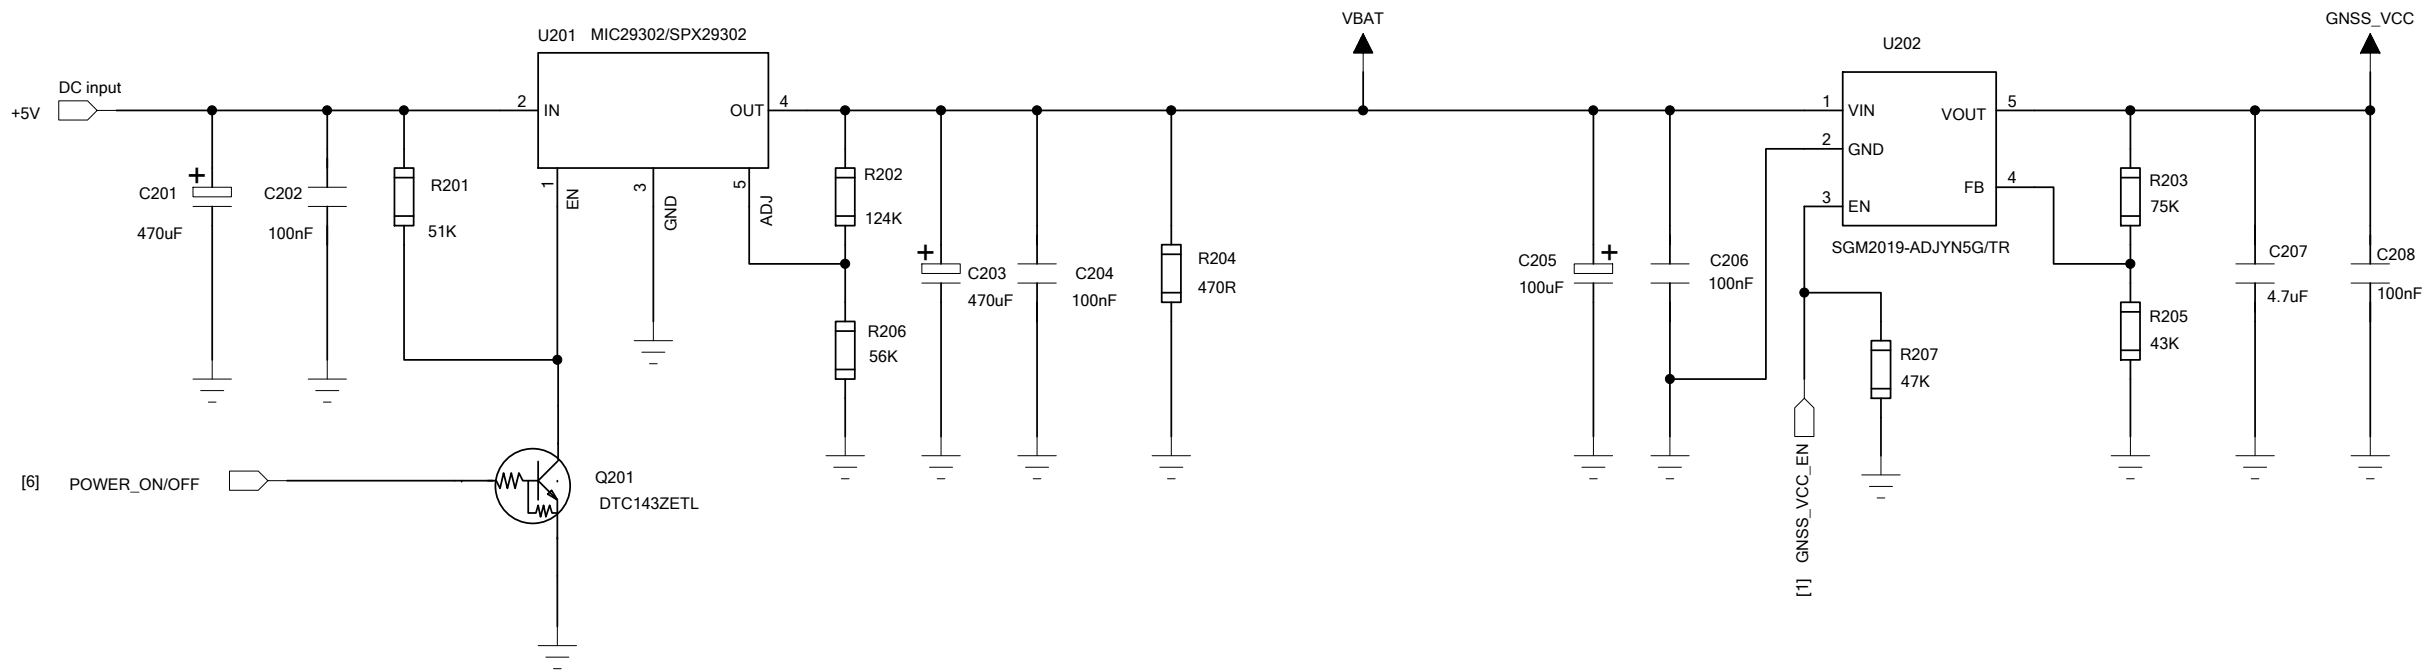 VBAT
GNSS_VCC
U201 MIC29302/SPX29302
U202
DC input
+5V
2 IN
OUT 4
1 VIN
VOUT 5
2 GND
3 EN
FB 4
SGM2019-ADJYN5G/TR
1 EN
3 GND
5 ADJ
+
C201
470uF
C202
100nF
R201
51K
R202
124K
R206
56K
+
C203
470uF
C204
100nF
R204
470R
+
C205
100uF
C206
100nF
R203
75K
R205
43K
C207
4.7uF
C208
100nF
R207
47K
[1] GNSS_VCC_EN
[6] POWER_ON/OFF
Q201
DTC143ZETL